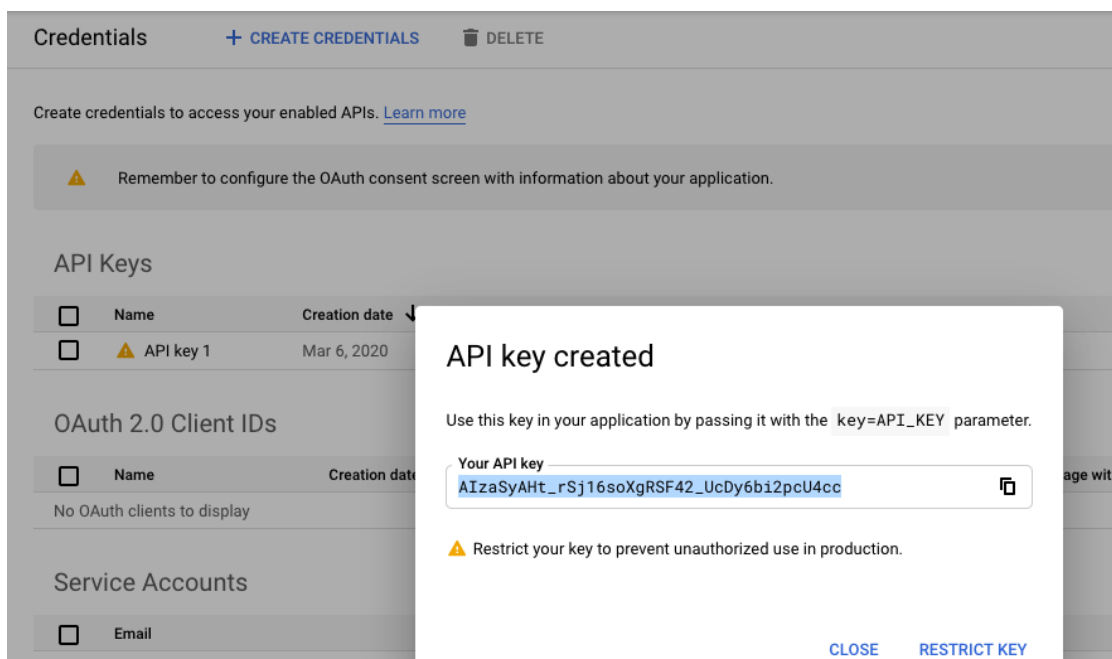 Credentials
+ CREATE CREDENTIALS
DELETE
Create credentials to access your enabled APIs. Learn more
Remember to configure the OAuth consent screen with information about your application.
API Keys
Name Creation date
API key 1 Mar 6, 2020
OAuth 2.0 Client IDs
Name Creation date
No OAuth clients to display
Service Accounts
Email
API key created
Use this key in your application by passing it with the key=API_KEY parameter.
Your API key
AIzaSyAHt_rSj16soXgRSF42_UcDy6bi2pcU4cc
Restrict your key to prevent unauthorized use in production.
CLOSE RESTRICT KEY